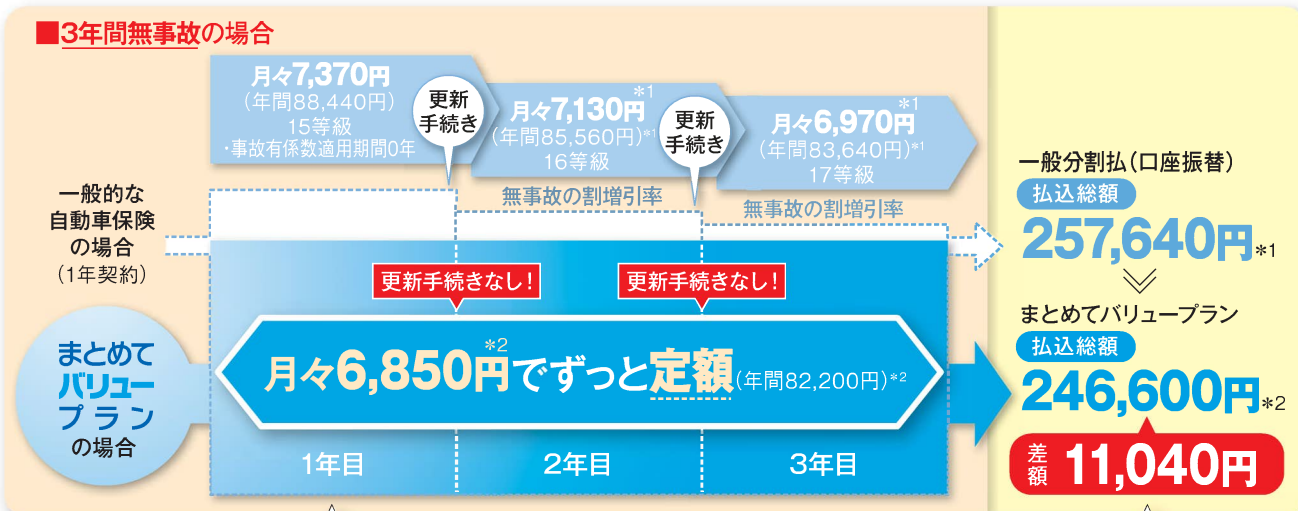 ■3年間無事故の場合
月々7,370円
(年間88,440円)
15等級
・事故有係数適用期間0年
更新
手続き
月々7,130円*1
(年間85,560円)*1
16等級
更新
手続き
月々6,970円*1
(年間83,640円)*1
17等級
無事故の割増引率
無事故の割増引率
一般的な
自動車保険
の場合
(1年契約)
更新手続きなし!
更新手続きなし!
まとめて
バリュー
プラン
の場合
月々6,850円*2でずっと定額(年間82,200円)*2
1年目
2年目
3年目
一般分割払(口座振替)
払込総額
257,640円*1
まとめてバリュープラン
払込総額
246,600円*2
差額 11,040円